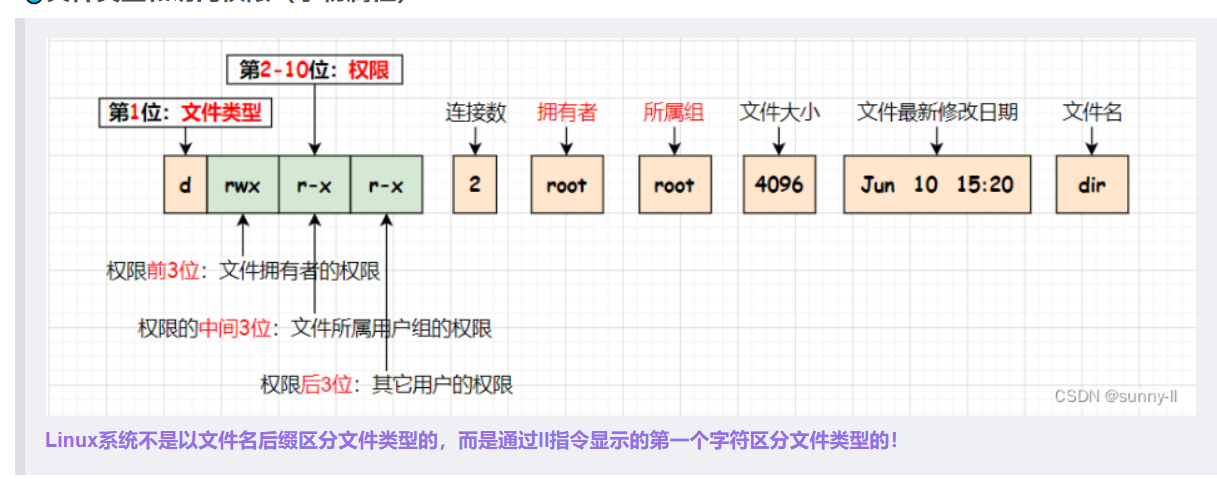 第2-10位：权限
第1位：文件类型
连接数 拥有者 所属组 文件大小 文件最新修改日期 文件名
d rwx r-x r-x 2 root root 4096 Jun 10 15:20 dir
权限前3位：文件拥有者的权限
权限的中间3位：文件所属用户组的权限
权限后3位：其它用户的权限
CSDN @sunny-ll
Linux系统不是以文件名后缀区分文件类型的，而是通过ll指令显示的第一个字符区分文件类型的！